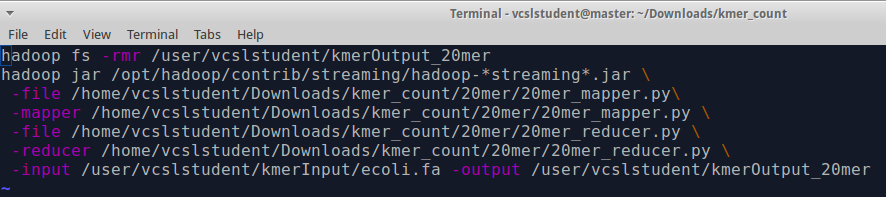 Terminal - vcslstudent@master: ~/Downloads/kmer_count
File Edit View Terminal Tabs Help
hadoop fs -rmr /user/vcslstudent/kmerOutput_20mer
hadoop jar /opt/hadoop/contrib/streaming/hadoop-*streaming*.jar \
-file /home/vcslstudent/Downloads/kmer_count/20mer/20mer_mapper.py\
-mapper /home/vcslstudent/Downloads/kmer_count/20mer/20mer_mapper.py \
-file /home/vcslstudent/Downloads/kmer_count/20mer/20mer_reducer.py \
-reducer /home/vcslstudent/Downloads/kmer_count/20mer/20mer_reducer.py \
-input /user/vcslstudent/kmerInput/ecoli.fa -output /user/vcslstudent/kmerOutput_20mer
~